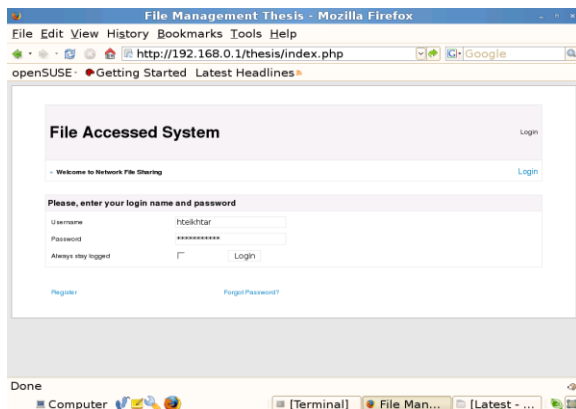 File Management Thesis - Mozilla Firefox
File Edit View History Bookmarks Tools Help
http://192.168.0.1/thesis/index.php G Google
openSUSE Getting Started Latest Headlines
File Accessed System
Login
- Welcome to Network File Sharing
Login
Please, enter your login name and password
Username hteikhtar
Password ***********
Always stay logged Login
Register Forgot Password?
Done
Computer [Terminal] File Man... [Latest - ...